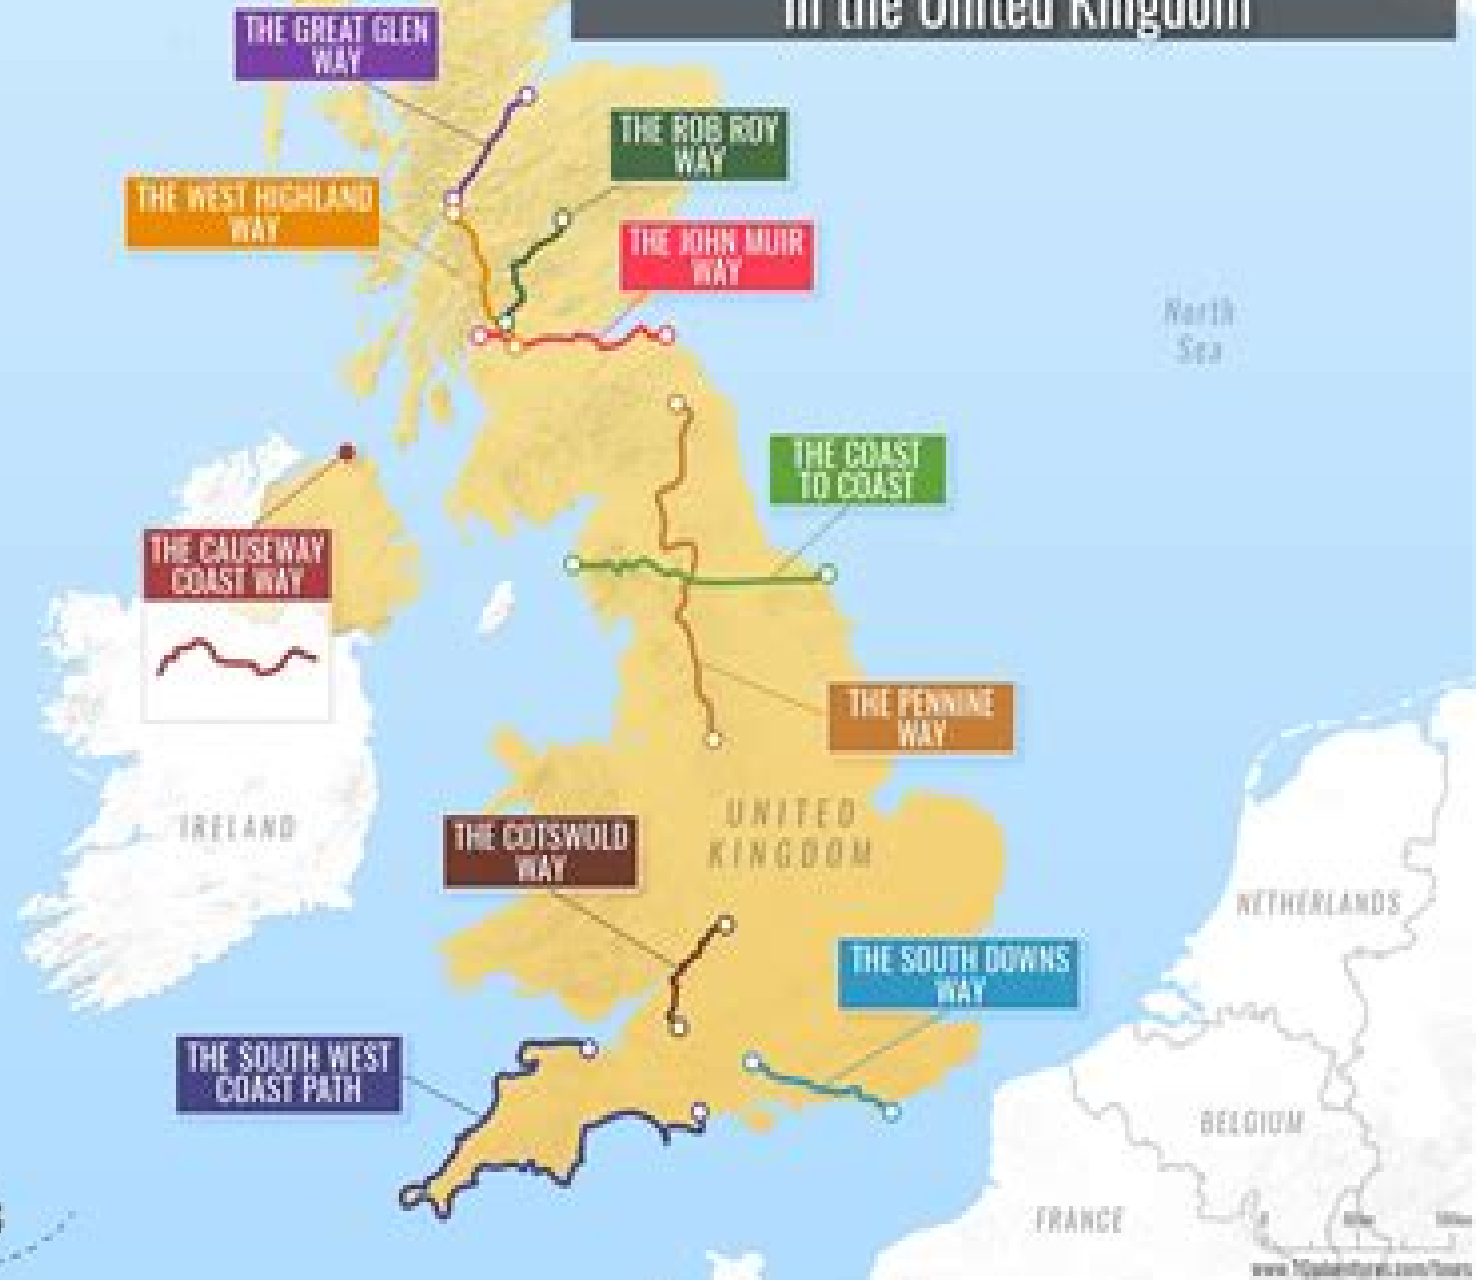 in the United Kingdom
THE GREAT GLEN
WAY
THE ROB ROY
WAY
THE WEST HIGHLAND
WAY
THE JOHN MUIR
WAY
North
Sea
THE COAST
TO COAST
THE CAUSEWAY
COAST WAY
THE PENNINE
WAY
UNITED
KINGDOM
IRELAND
THE COTSWOLD
WAY
NETHERLANDS
THE SOUTH DOWNS
WAY
THE SOUTH WEST
COAST PATH
BELGIUM
FRANCE